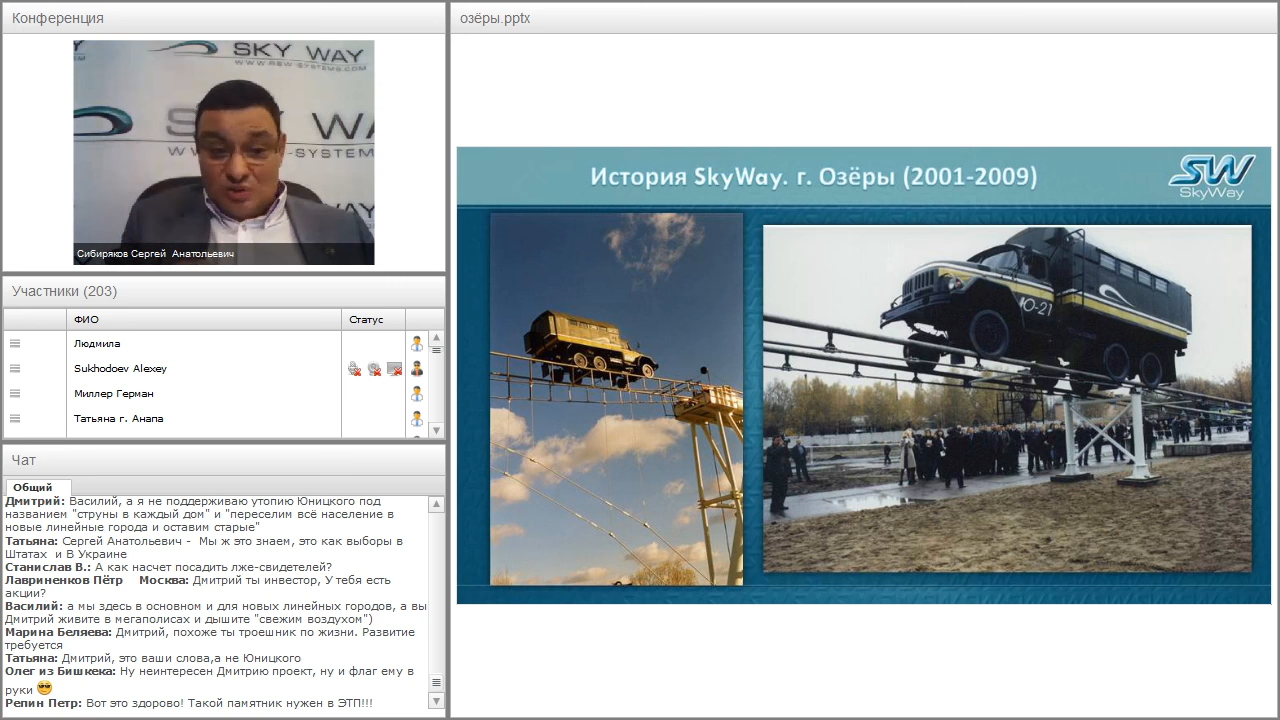 Конференция
SKY WAY
WWW.RSW-SYSTEMS.COM
Сибиряков Сергей Анатольевич
Участники (203)
ФИО
Статус
Людмила
Sukhodoev Alexey
Миллер Герман
Татьяна г. Анапа
Чат
Общий
Дмитрий: Василий, а я не поддерживаю утопию Юницкого под
названием "струны в каждый дом" и "переселим всё население в
новые линейные города и оставим старые"
Татьяна: Сергей Анатольевич - Мы ж это знаем, это как выборы в
Штатах и В Украине
Станислав В.: А как насчет посадить лже-свидетелей?
Лавриненков Пётр Москва: Дмитрий ты инвестор, У тебя есть
акции?
Василий: а мы здесь в основном и для новых линейных городов, а вы
Дмитрий живите в мегаполисах и дышите "свежим воздухом")
Марина Беляева: Дмитрий, похоже ты троешник по жизни. Развитие
требуется
Татьяна: Дмитрий, это ваши слова,а не Юницкого
Олег из Бишкека: Ну неинтересен Дмитрию проект, ну и флаг ему в
руки
Репин Петр: Вот это здорово! Такой памятник нужен в ЭТП!!!
озёры.pptx
История SkyWay. г. Озёры (2001-2009)
SW
SkyWay
Ю-21